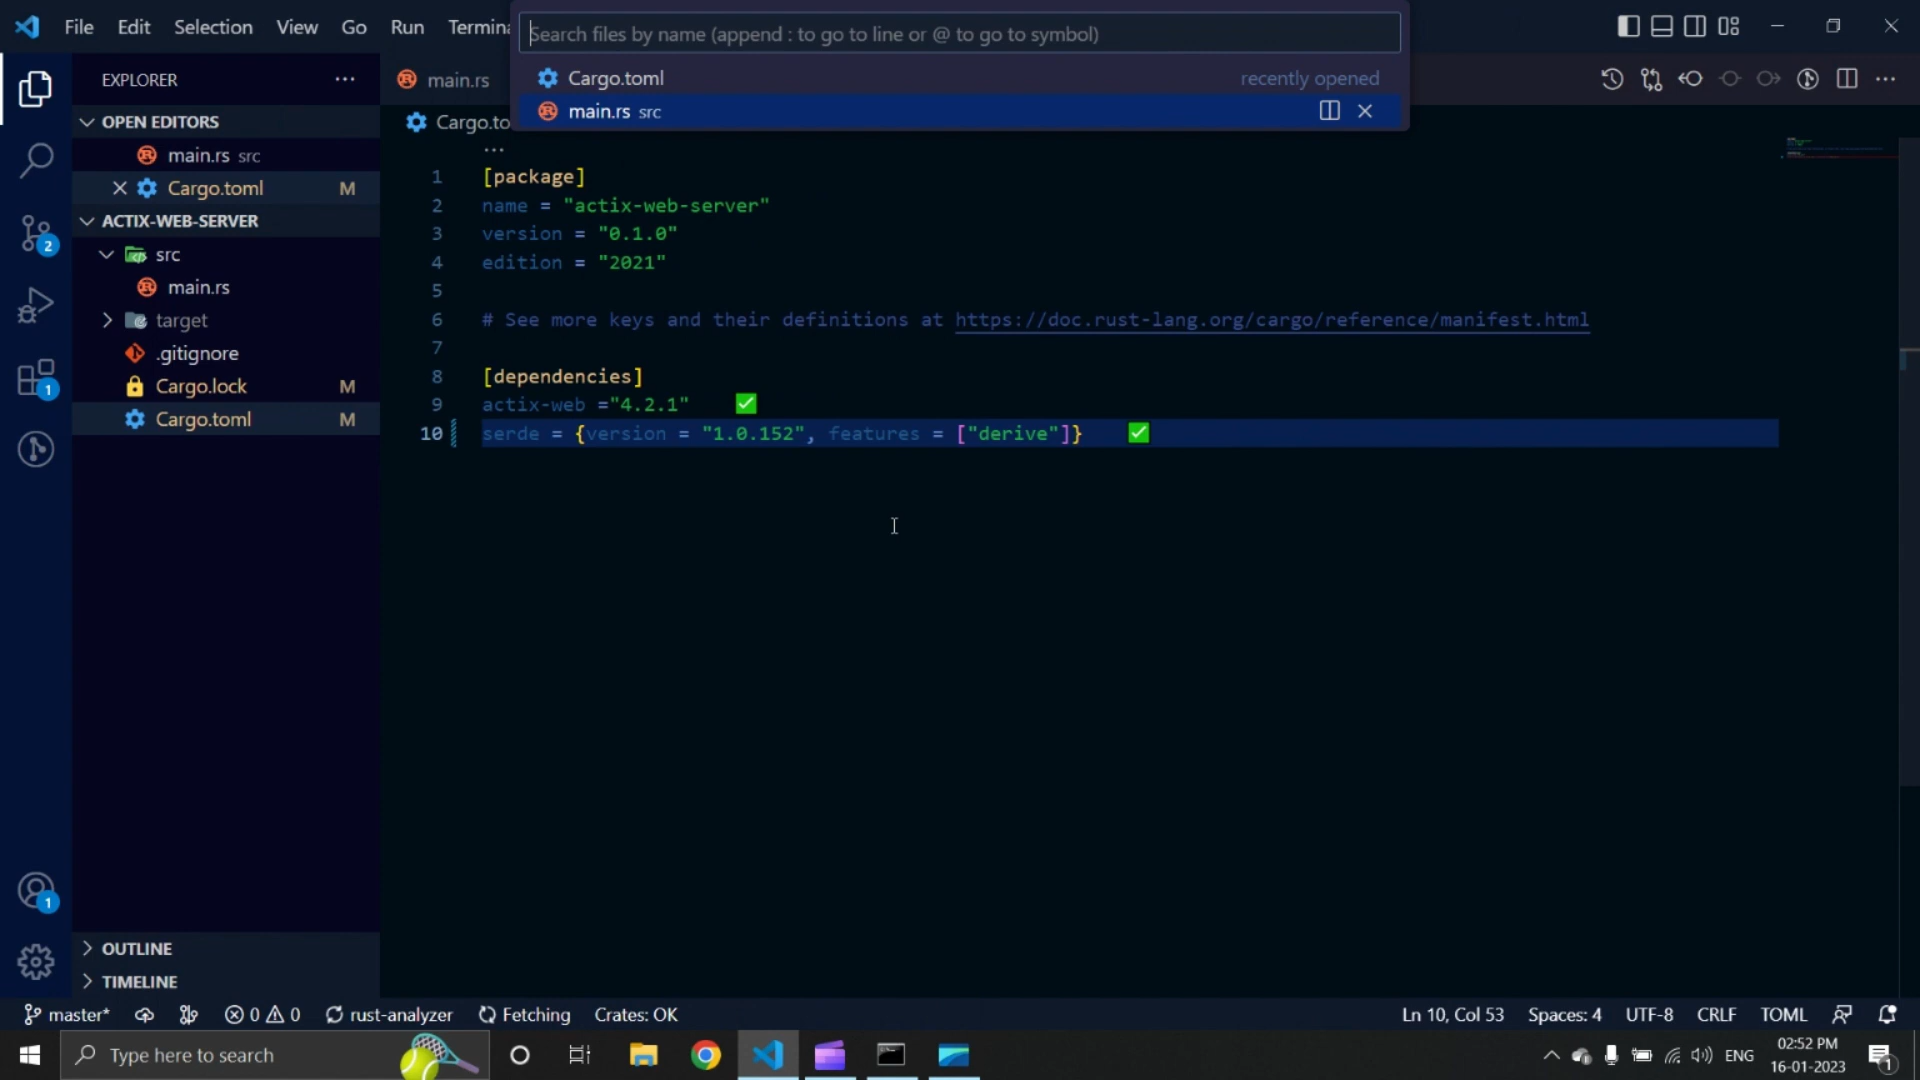 File Edit Selection View Go Run Termin
Search files by name (append : to go to line or @ to go to symbol)
Cargo.toml recently opened
main.rs src
EXPLORER
main.rs
OPEN EDITORS
main.rs src
Cargo.toml M
ACTIX-WEB-SERVER
src
main.rs
target
.gitignore
Cargo.lock M
Cargo.toml M
OUTLINE
TIMELINE
2
1
1
Cargo.to
...
1 [package]
2 name = "actix-web-server"
3 version = "0.1.0"
4 edition = "2021"
5
6 # See more keys and their definitions at https://doc.rust-lang.org/cargo/reference/manifest.html
7
8 [dependencies]
9 actix-web ="4.2.1" ✅
10 serde = {version = "1.0.152", features = ["derive"]} ✅
master* 0 0 rust-analyzer Fetching Crates: OK Ln 10, Col 53 Spaces: 4 UTF-8 CRLF TOML
Type here to search
ENG
02:52 PM
16-01-2023
1